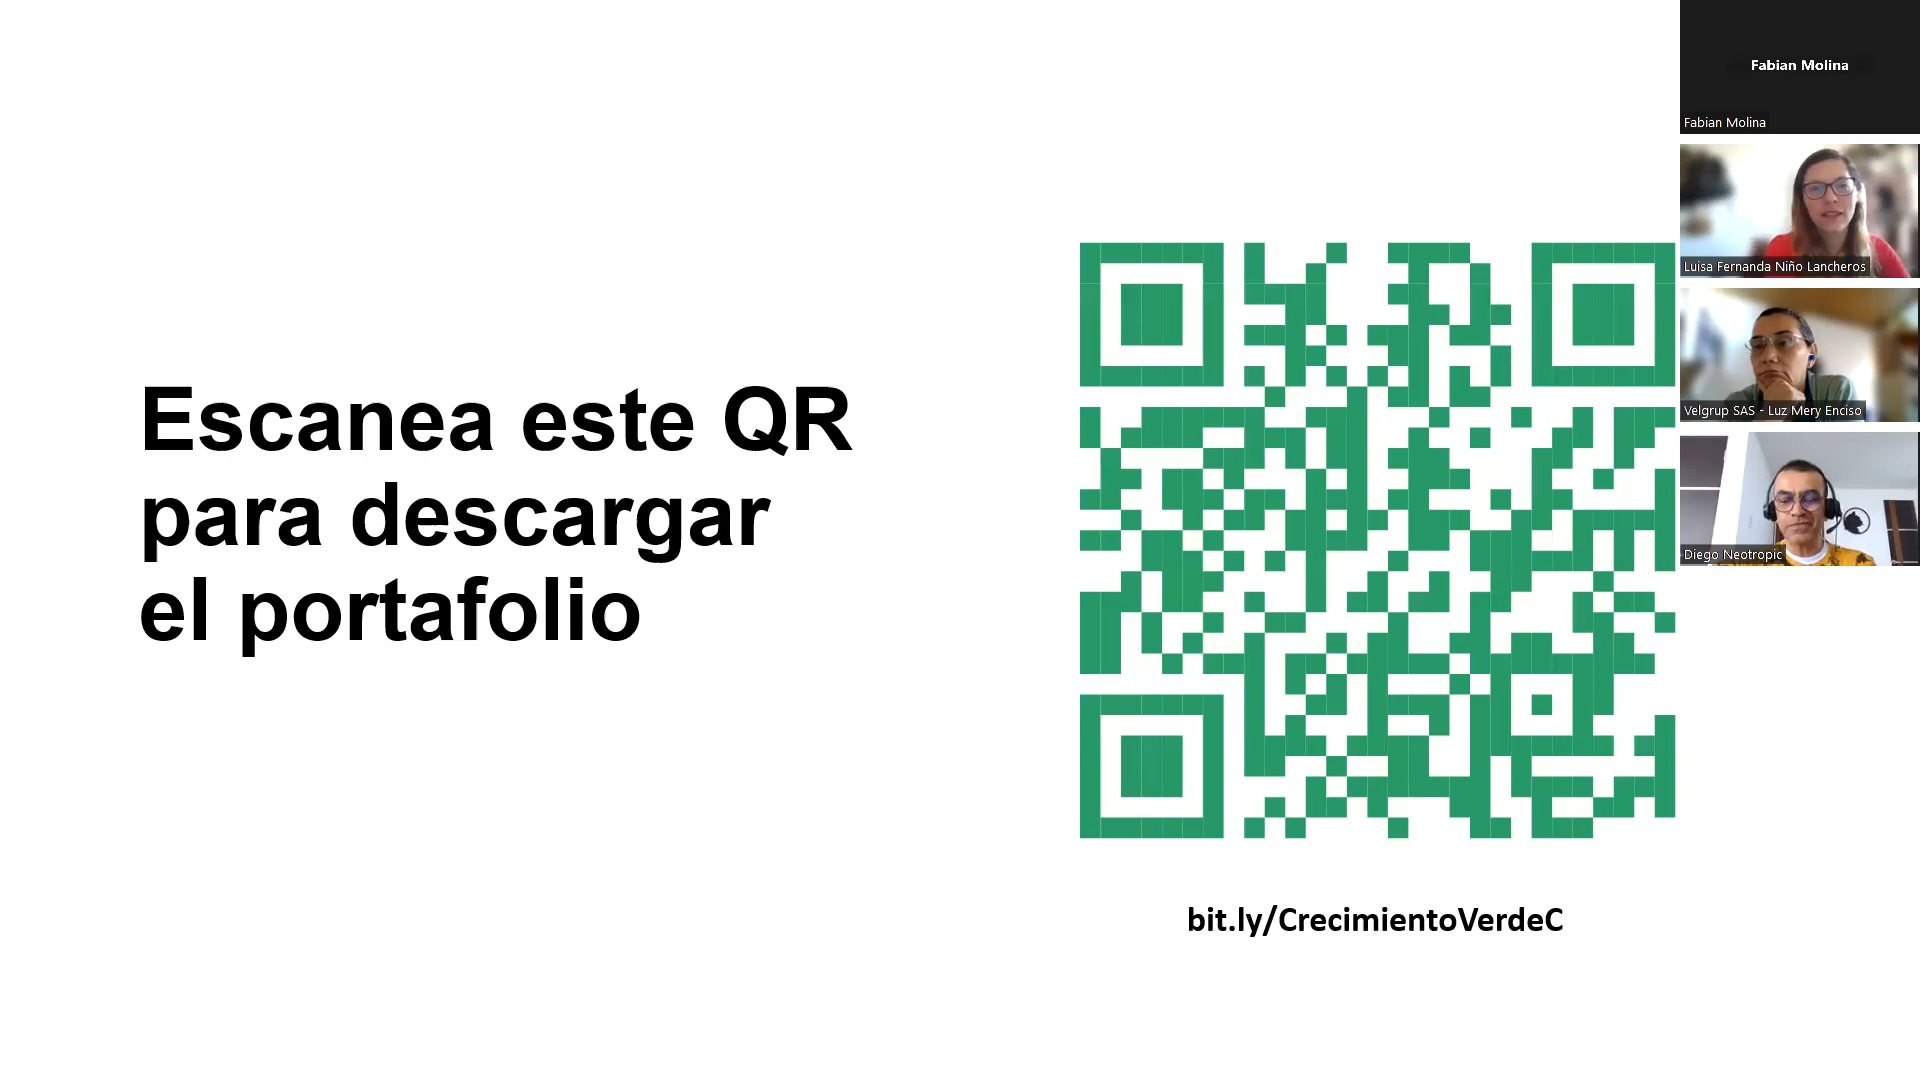 Escanea este QR
para descargar
el portafolio
bit.ly/CrecimientoVerdeC
Fabian Molina
Fabian Molina
Luisa Fernanda Niño Lancheros
Velgrup SAS - Luz Mery Enciso
Diego Neotropic